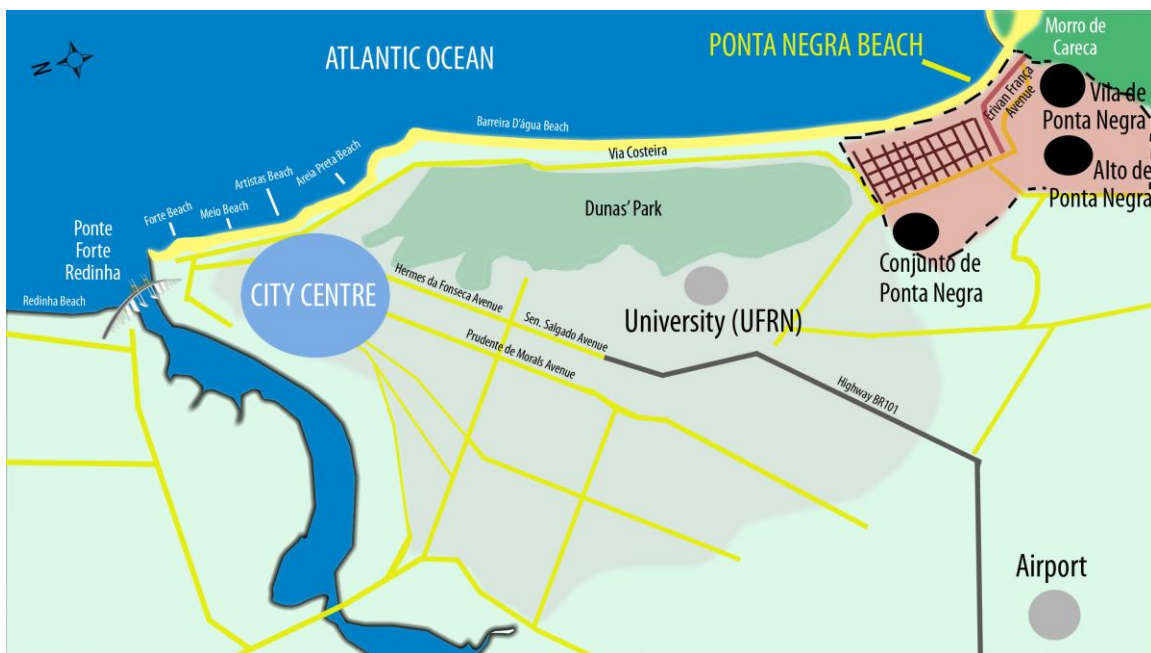 N
ATLANTIC OCEAN
PONTA NEGRA BEACH
Morro de
Careca
Erivan França
Avenue
Vila de
Ponta Negra
Alto de
Ponta Negra
Barreira D'água Beach
Via Costeira
Areia Preta Beach
Artistas Beach
Meio Beach
Forte Beach
Ponte
Forte
Redinha
Redinha Beach
Dunas' Park
CITY CENTRE
Conjunto de
Ponta Negra
Hermes da Fonseca Avenue
Sen. Salgado Avenue
University (UFRN)
Prudente de Morals Avenue
Highway BR101
Airport